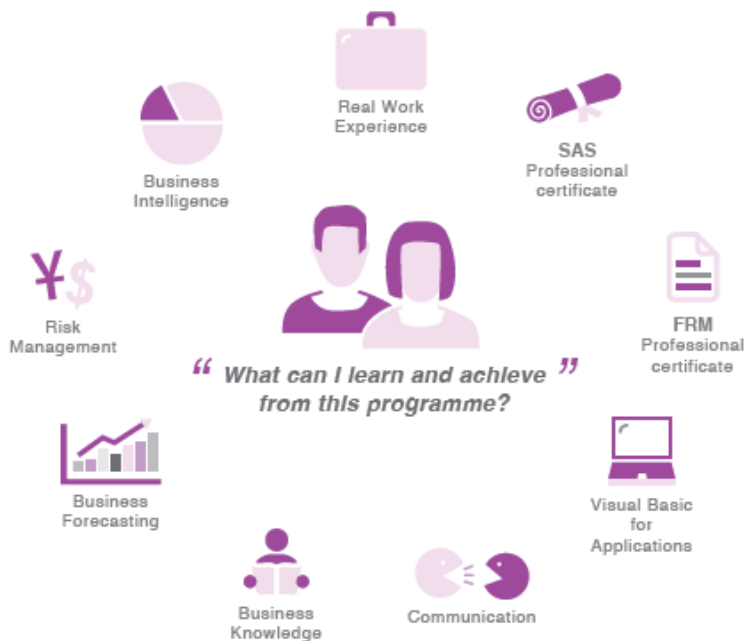 Real Work
Experience
SAS
Professional
certificate
Business
Intelligence
¥$
Risk
Management
FRM
Professional
certificate
“ What can I learn and achieve ”
from this programme?
Business
Forecasting
Visual Basic
for
Applications
Business
Knowledge
Communication